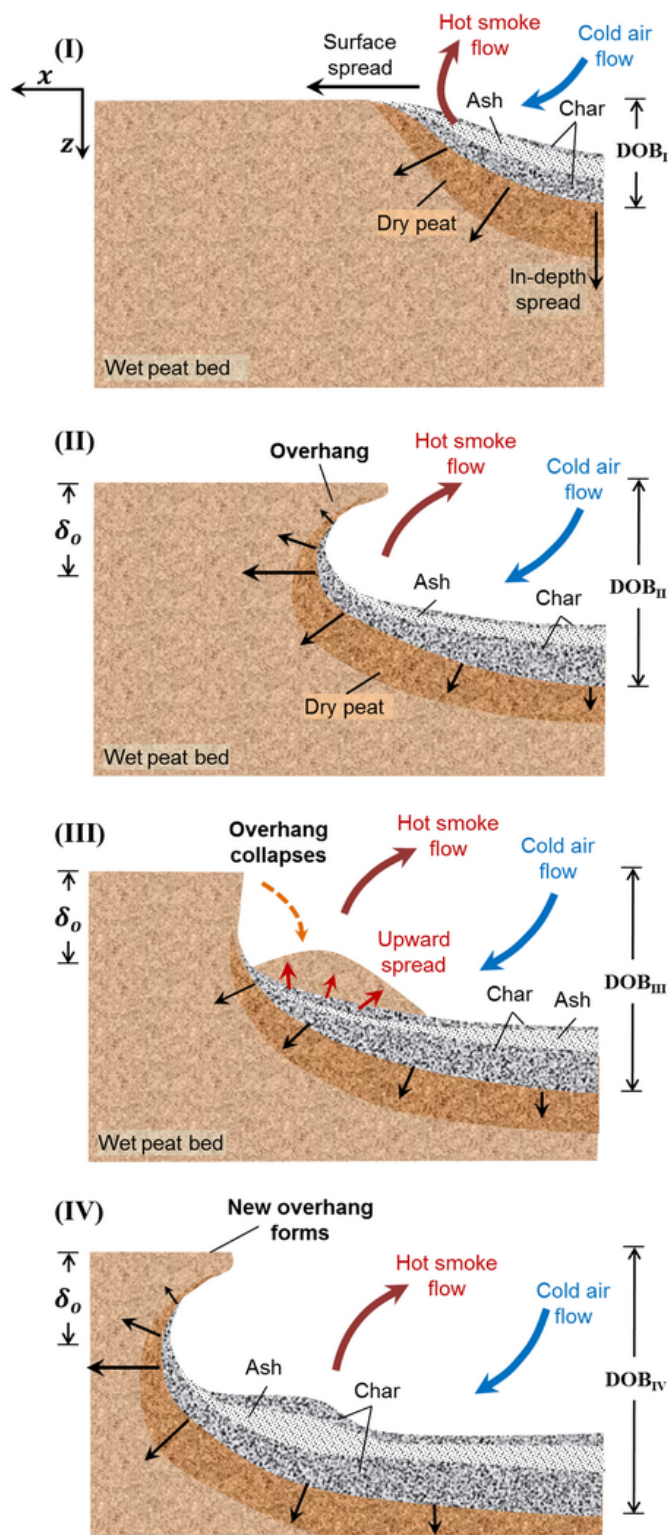 (I)
Hot smoke
flow
Cold air
flow
Surface
spread
x
z
Ash
Char
DOB_I
Dry peat
In-depth
spread
Wet peat bed
(II)
Hot smoke
flow
Overhang
Cold air
flow
δ_o
DOB_II
Ash
Char
Dry peat
Wet peat bed
(III)
Overhang
collapses
Hot smoke
flow
Cold air
flow
δ_o
Upward
spread
DOB_III
Char
Ash
Wet peat bed
(IV)
New overhang
forms
Hot smoke
flow
Cold air
flow
δ_o
DOB_IV
Ash
Char